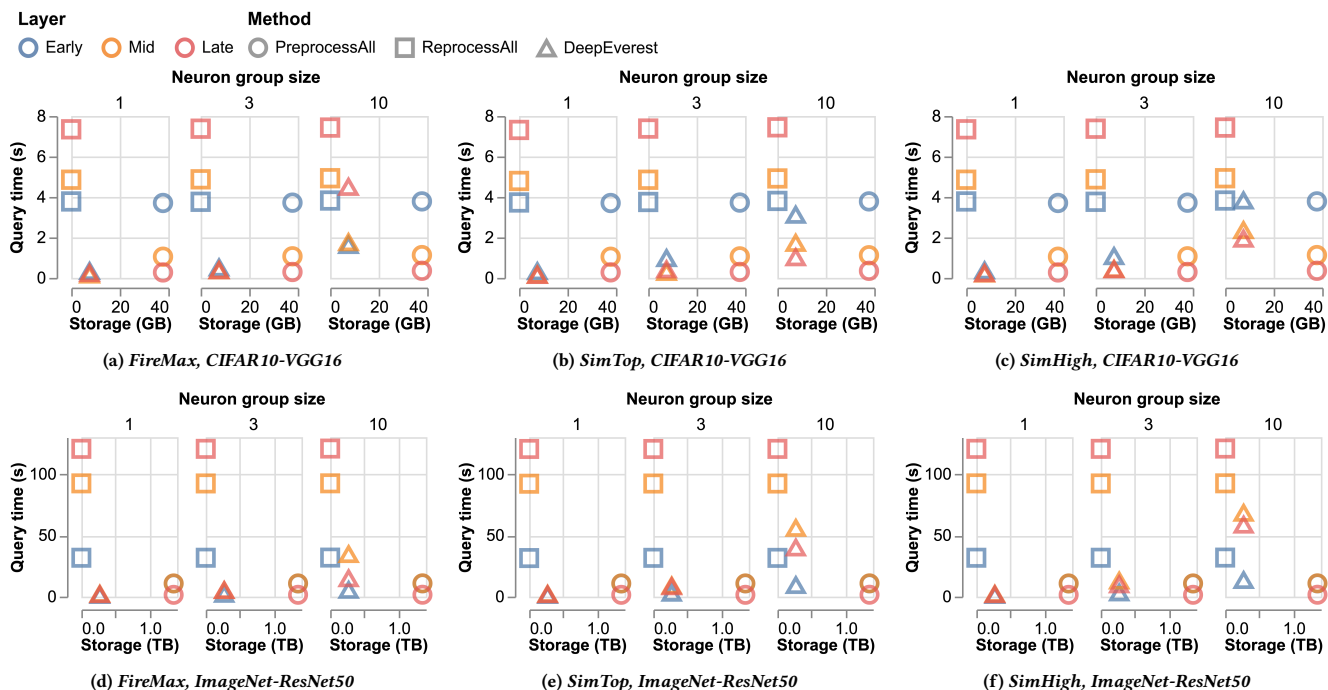 Layer Method
Early Mid Late PreprocessAll ReprocessAll DeepEverest
Neuron group size Neuron group size Neuron group size
1 3 10 1 3 10 1 3 10
8 8 8
6 6 6
4 4 4
2 2 2
0 0 0
Query time (s) Query time (s) Query time (s)
0 20 40 0 20 40 0 20 40 0 20 40 0 20 40 0 20 40 0 20 40 0 20 40 0 20 40
Storage (GB) Storage (GB) Storage (GB) Storage (GB) Storage (GB) Storage (GB) Storage (GB) Storage (GB) Storage (GB)
(a) FireMax, CIFAR10-VGG16 (b) SimTop, CIFAR10-VGG16 (c) SimHigh, CIFAR10-VGG16
Neuron group size Neuron group size Neuron group size
1 3 10 1 3 10 1 3 10
100 100 100
50 50 50
0 0 0
Query time (s) Query time (s) Query time (s)
0.0 1.0 0.0 1.0 0.0 1.0 0.0 1.0 0.0 1.0 0.0 1.0 0.0 1.0 0.0 1.0 0.0 1.0
Storage (TB) Storage (TB) Storage (TB) Storage (TB) Storage (TB) Storage (TB) Storage (TB) Storage (TB) Storage (TB)
(d) FireMax, ImageNet-ResNet50 (e) SimTop, ImageNet-ResNet50 (f) SimHigh, ImageNet-ResNet50